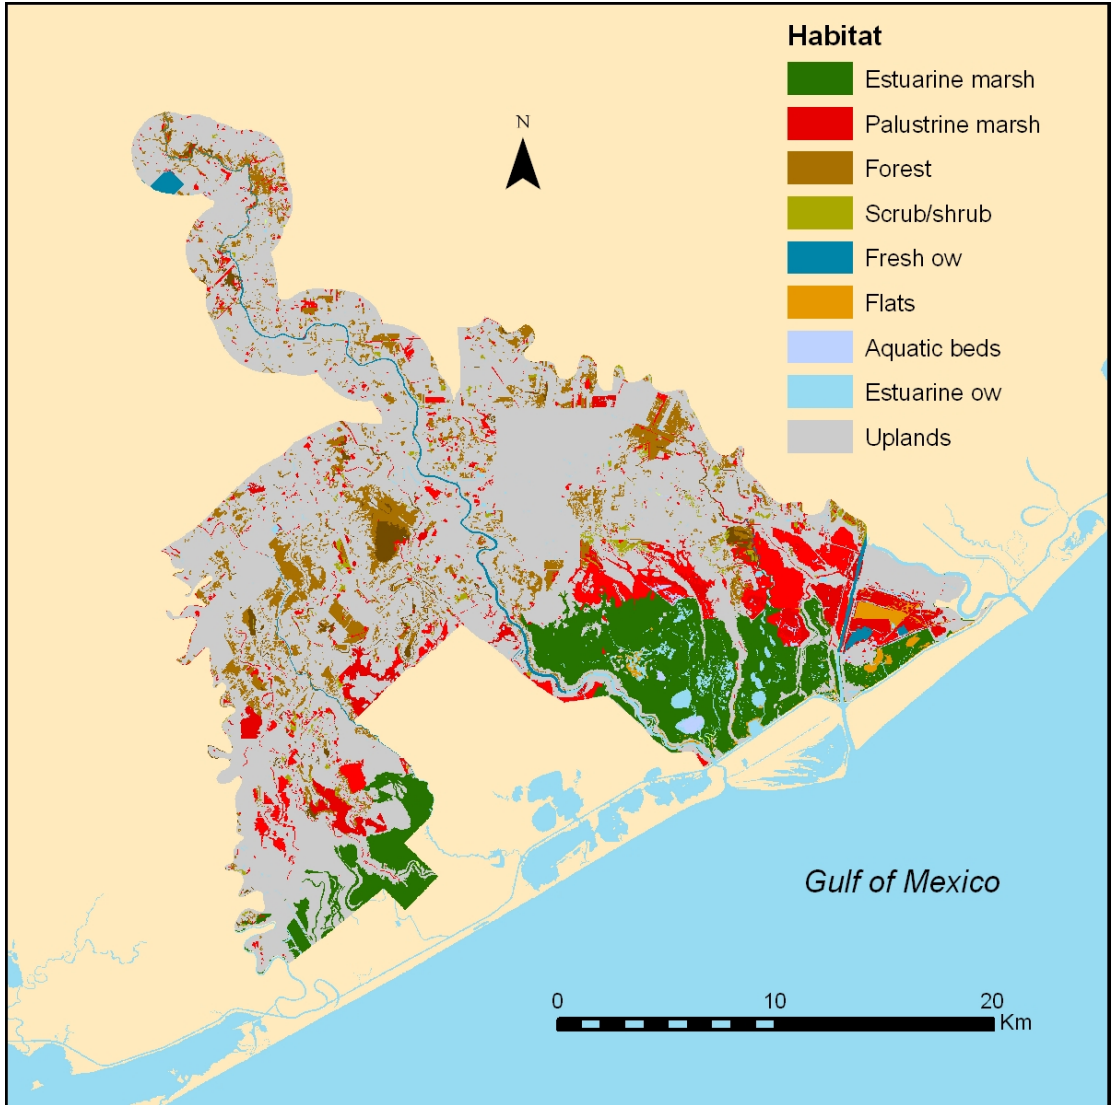 Habitat
Estuarine marsh
Palustrine marsh
Forest
Scrub/shrub
Fresh ow
Flats
Aquatic beds
Estuarine ow
Uplands
N
Gulf of Mexico
0 10 20
Km